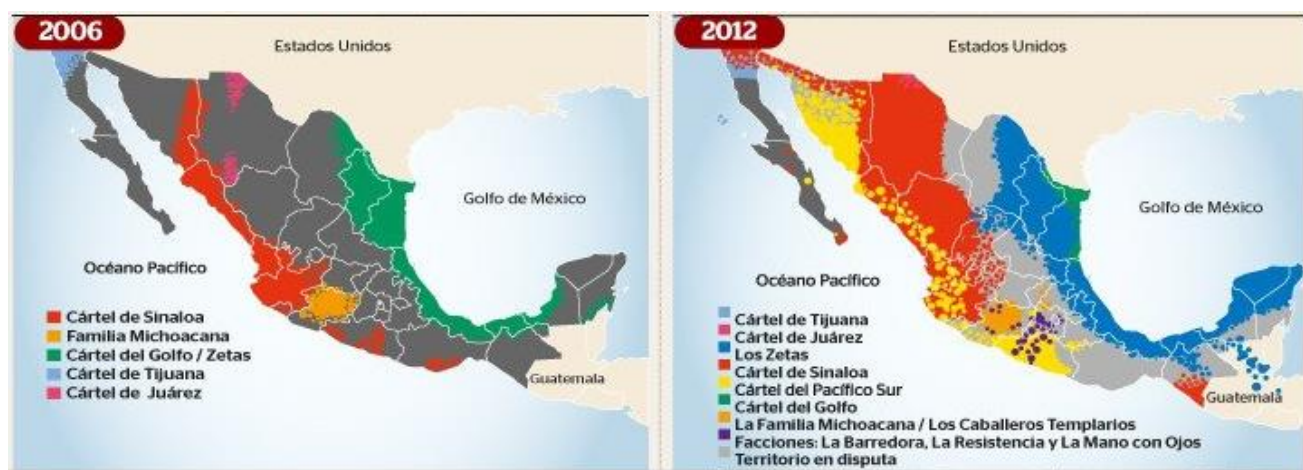 2006
Estados Unidos
Golfo de México
Océano Pacífico
Cártel de Sinaloa
Familia Michoacana
Cártel del Golfo / Zetas
Cártel de Tijuana
Cártel de Juárez
Guatemala
2012
Estados Unidos
Golfo de México
Océano Pacífico
Cártel de Tijuana
Cártel de Juárez
Los Zetas
Cártel de Sinaloa
Cártel del Pacífico Sur
Cártel del Golfo
La Familia Michoacana / Los Caballeros Templarios
Facciones: La Barredora, La Resistencia y La Mano con Ojos
Territorio en disputa
Guatemala